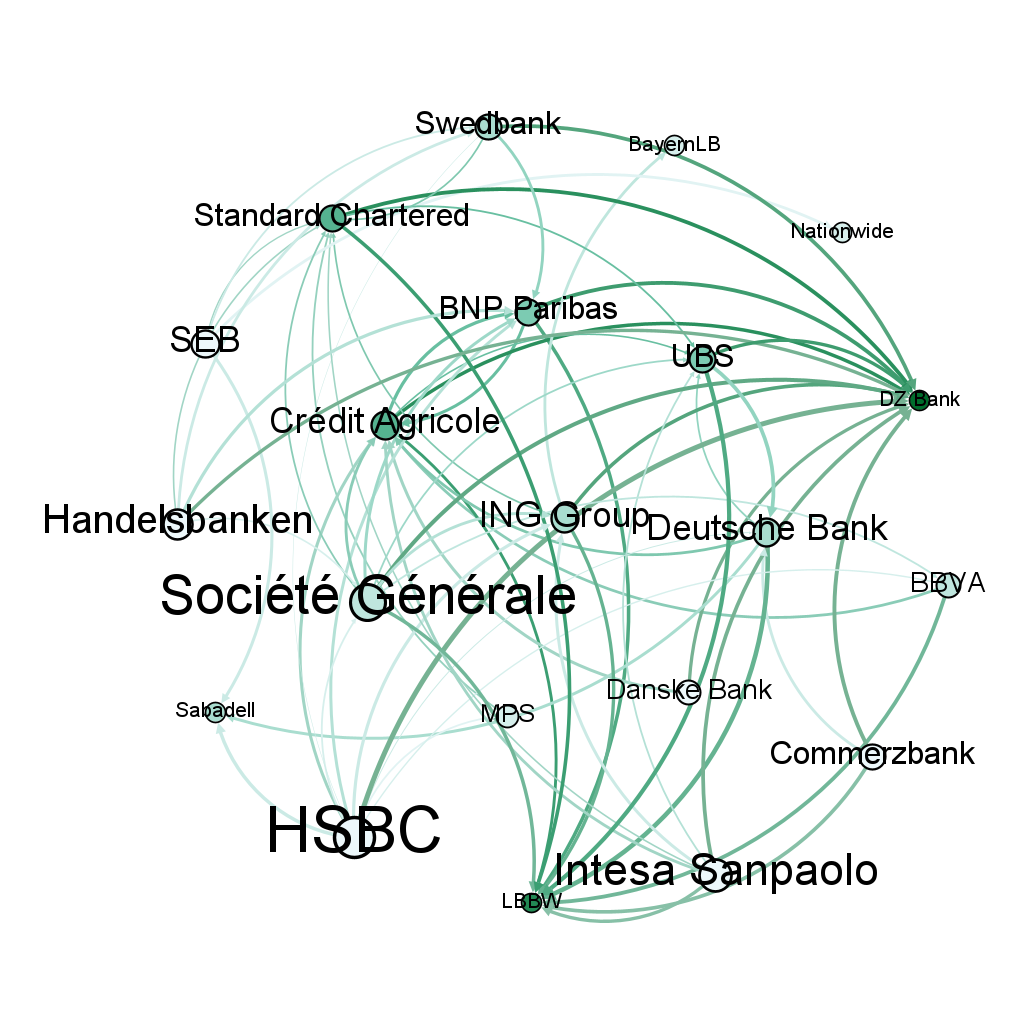 Swedbank
BayernLB
Standard Chartered
Nationwide
BNP Paribas
SEB
UBS
DZ Bank
Crédit Agricole
Handelsbanken
ING Group
Deutsche Bank
BBVA
Société Générale
Danske Bank
Sabadell
MPS
Commerzbank
HSBC
Intesa Sanpaolo
LBBW